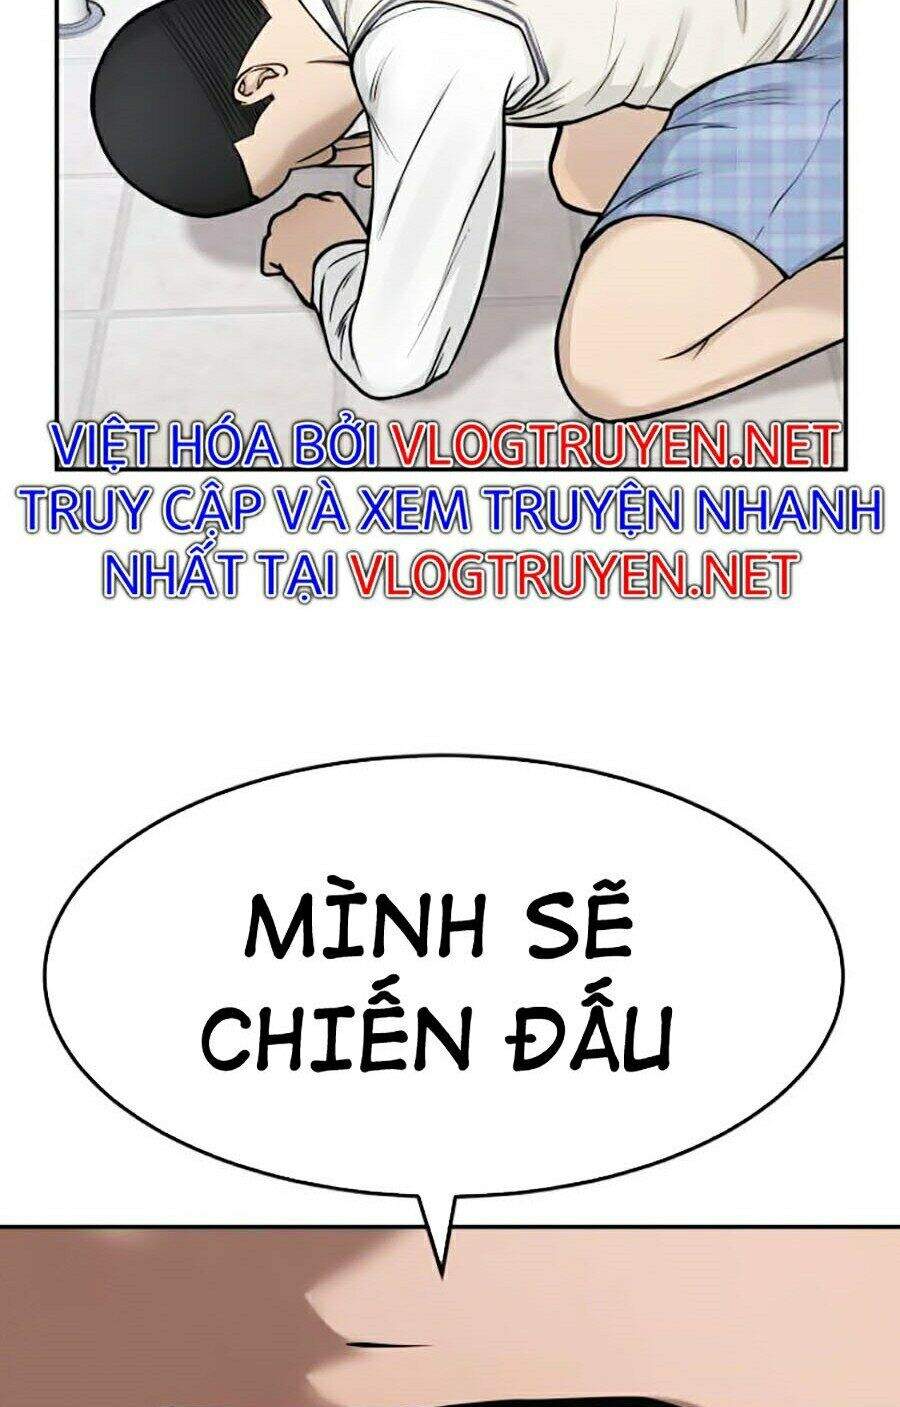 VIỆT HÓA BỞI VLOGTRUYEN.NET
TRUY CẬP VÀ XEM TRUYỆN NHANH
NHẤT TẠI VLOGTRUYEN.NET
MÌNH SẼ
CHIẾN ĐẤU